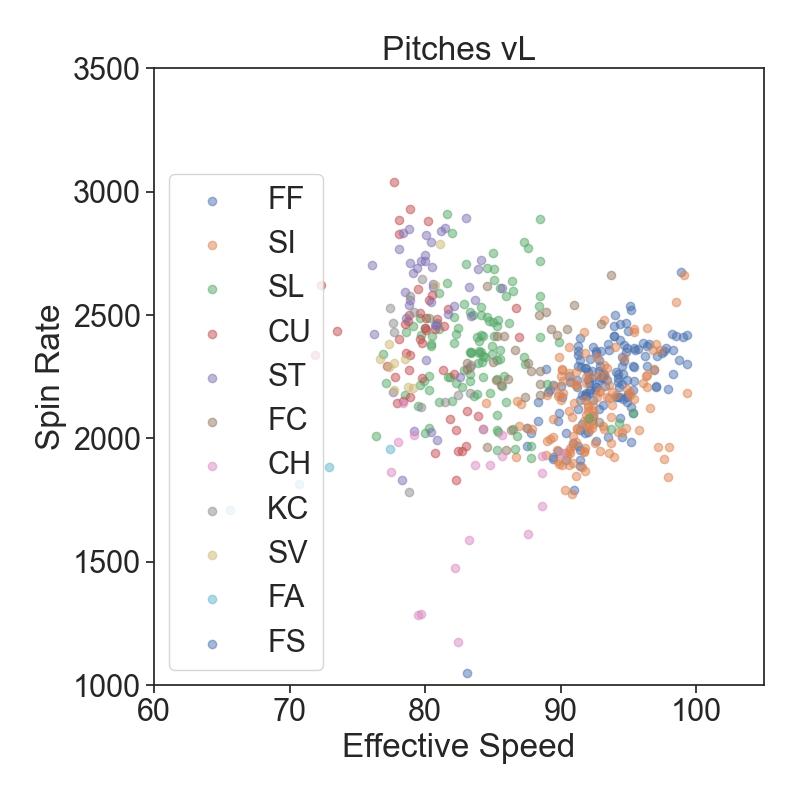 Pitches vL
3500
3000
2500
2000
1500
1000
Spin Rate
FF
SI
SL
CU
ST
FC
CH
KC
SV
FA
FS
60 70 80 90 100
Effective Speed